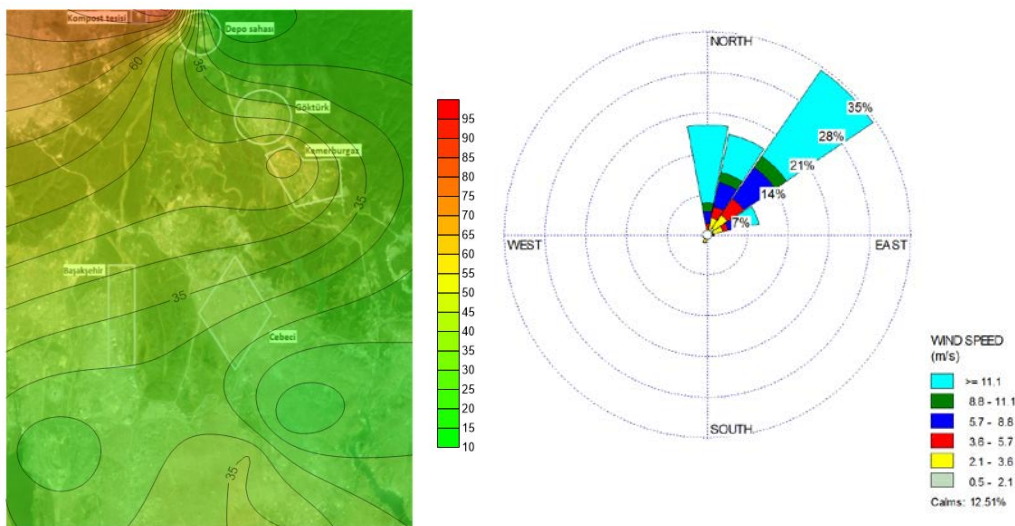 Kompost tesisi
Depo sahası
60
35
Göktürk
Kemerburgaz
35
Başakşehir
35
Cebeci
35
95
90
85
80
75
70
65
60
55
50
45
40
35
30
25
20
15
10
NORTH
35%
28%
21%
14%
7%
WEST
EAST
SOUTH
WIND SPEED
(m/s)
>= 11.1
8.8 - 11.1
5.7 - 8.8
3.6 - 5.7
2.1 - 3.6
0.5 - 2.1
Calms: 12.51%